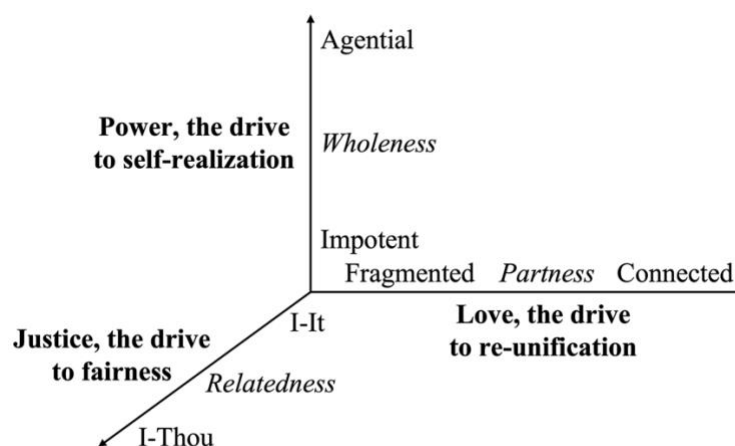 Agential
Power, the drive
to self-realization
Wholeness
Impotent
Fragmented Partness Connected
I-It
Love, the drive
to re-unification
Justice, the drive
to fairness
Relatedness
I-Thou